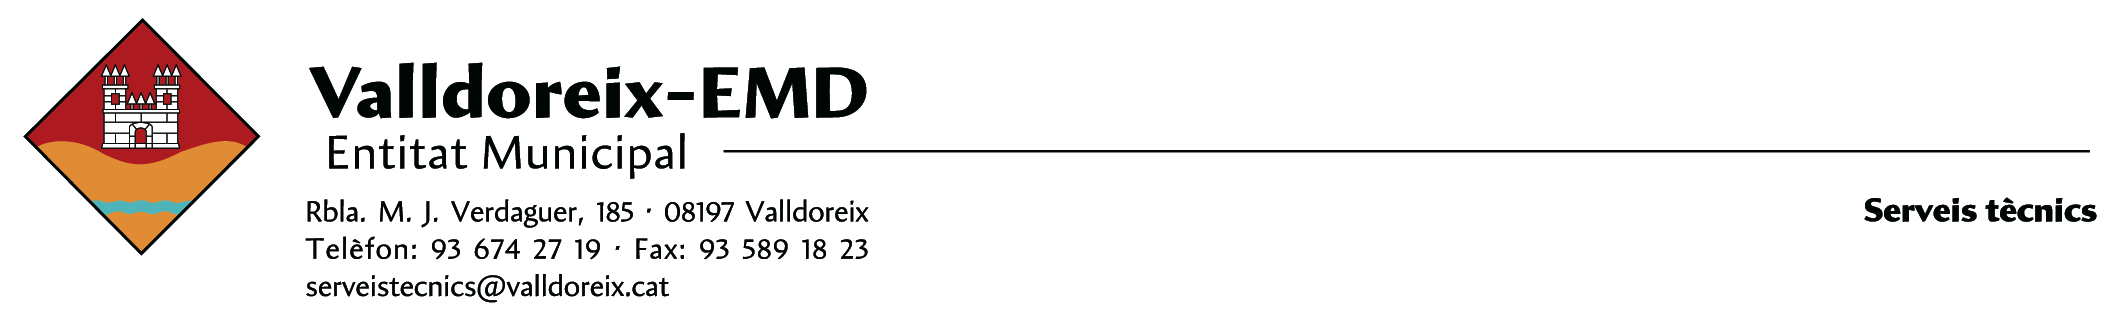 Valldoreix-EMD
Entitat Municipal
Rbla. M. J. Verdaguer, 185 · 08197 Valldoreix
Telèfon: 93 674 27 19 · Fax: 93 589 18 23
serveistecnics@valldoreix.cat
Serveis tècnics